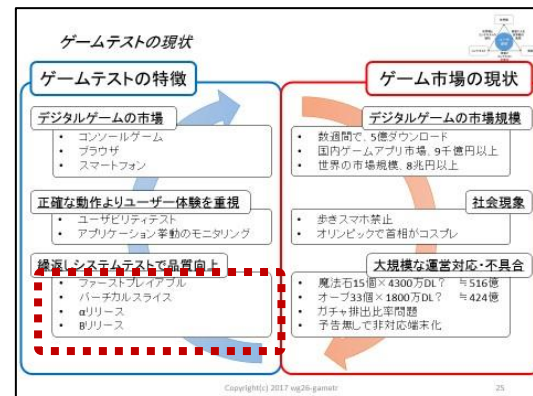 ゲームテストの現状
ゲームテストの特徴
デジタルゲームの市場
• コンソールゲーム
• ブラウザ
• スマートフォン
正確な動作よりユーザー体験を重視
• ユーザビリティテスト
• アプリケーション挙動のモニタリング
繰返しシステムテストで品質向上
• ファーストプレイアブル
• バーチカルスライス
• αリリース
• Bリリース
ゲーム市場の現状
デジタルゲームの市場規模
• 数週間で、5億ダウンロード
• 国内ゲームアプリ市場、9千億円以上
• 世界の市場規模、8兆円以上
社会現象
• 歩きスマホ禁止
• オリンピックで首相がコスプレ
大規模な運営対応・不具合
• 魔法石15個×4300万DL? ≒516億
• オーブ33個×1800万DL? ≒424億
• ガチャ排出比率問題
• 予告無しで非対応端末化
Copyright(c) 2017 wg26-gametr
25